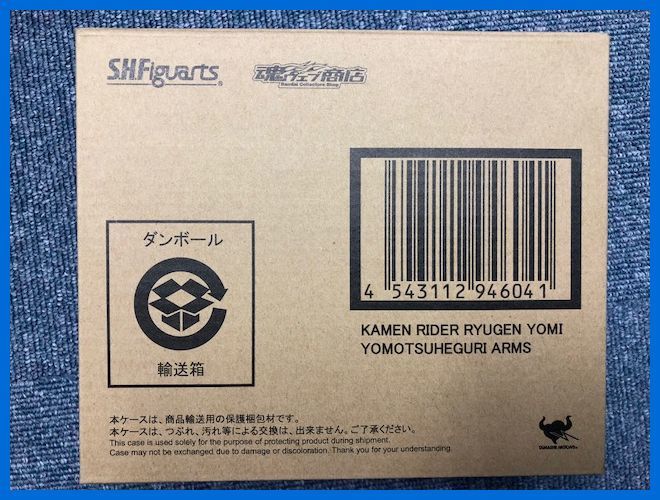 S.H.Figuarts®
魂ウェブ商店
Bandai Collectors Shop
4 543112 946041
KAMEN RIDER RYUGEN YOMI
YOMOTSUHEGURI ARMS
ダンボール
輸送箱
本ケースは、商品輸送用の保護梱包材です。
本ケースは、つぶれ、汚れ等による交換は、出来ません。ご了承ください。
This case is used solely for the purpose of protecting product during shipment.
Case may not be exchanged due to damage or discoloration. Thank you for your understanding.
TAMASHII NATIONS